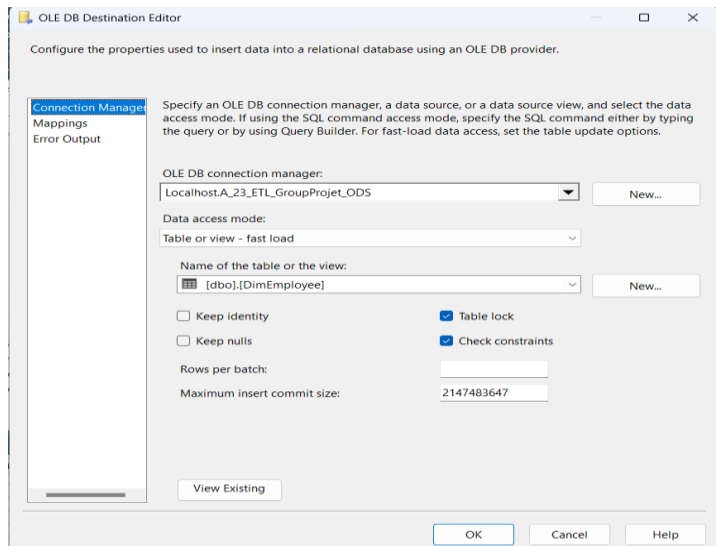 OLE DB Destination Editor
Configure the properties used to insert data into a relational database using an OLE DB provider.
Connection Manager
Mappings
Error Output
Specify an OLE DB connection manager, a data source, or a data source view, and select the data
access mode. If using the SQL command access mode, specify the SQL command either by typing
the query or by using Query Builder. For fast-load data access, set the table update options.
OLE DB connection manager:
Localhost.A_23_ETL_GroupProjet_ODS
New...
Data access mode:
Table or view - fast load
Name of the table or the view:
[dbo].[DimEmployee]
New...
Keep identity
Table lock
Keep nulls
Check constraints
Rows per batch:
Maximum insert commit size:
2147483647
View Existing
OK
Cancel
Help